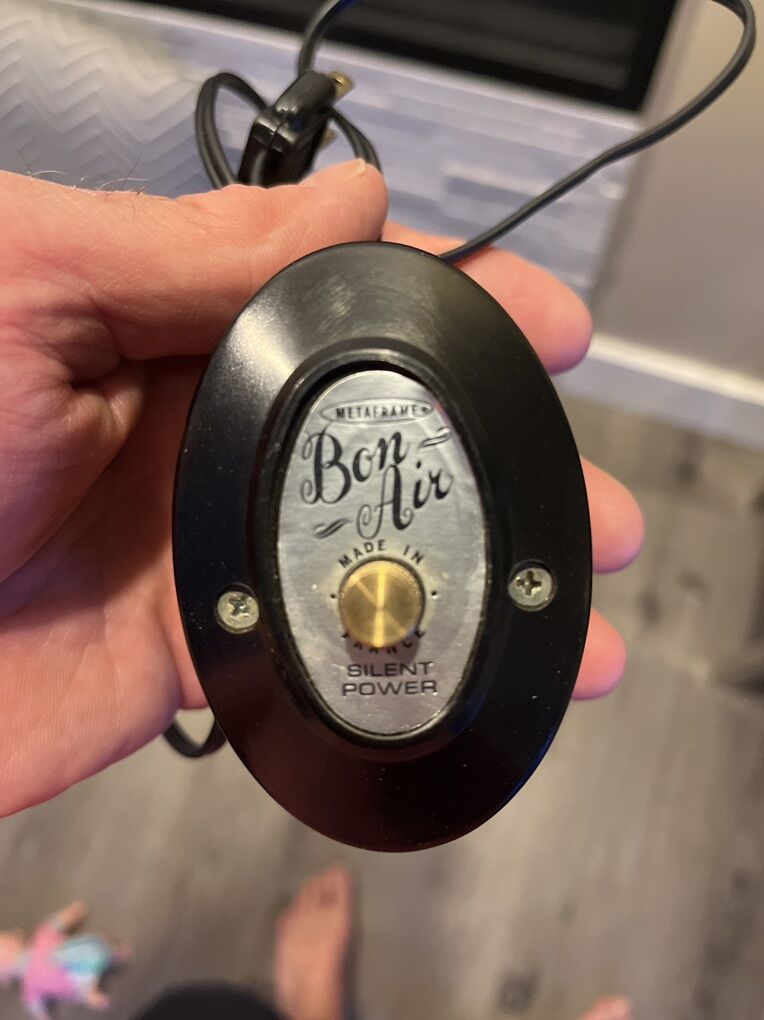 METAFRAME
Bon
Air
MADE IN
FRANCE
SILENT
POWER